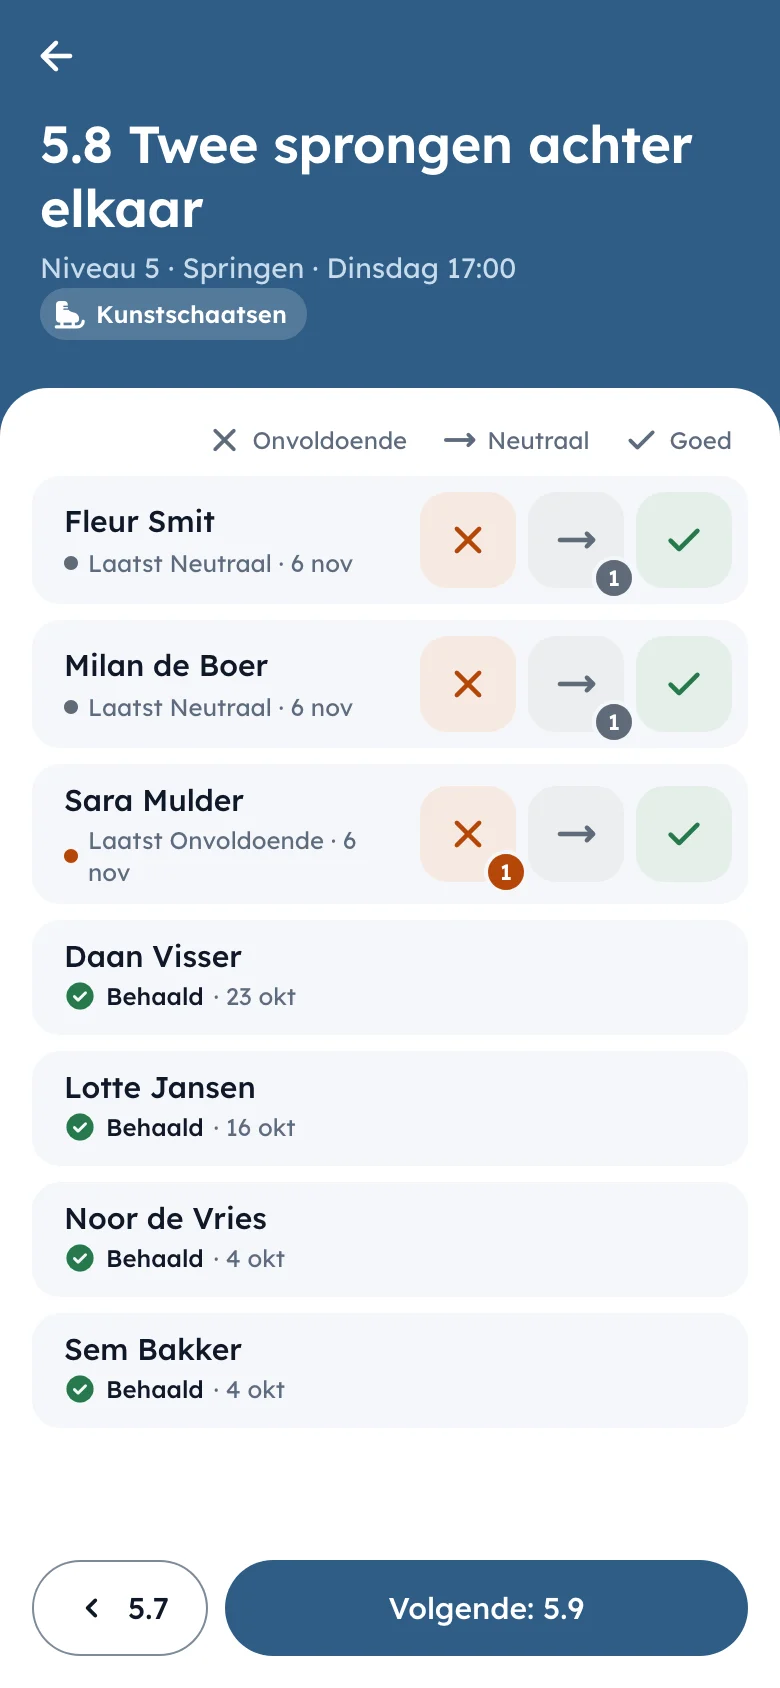 5.8 Twee sprongen achter
elkaar
Niveau 5 · Springen · Dinsdag 17:00
Kunstschaatsen
Onvoldoende Neutraal Goed
Fleur Smit
Laatst Neutraal · 6 nov
1
Milan de Boer
Laatst Neutraal · 6 nov
1
Sara Mulder
Laatst Onvoldoende · 6
nov
1
Daan Visser
Behaald · 23 okt
Lotte Jansen
Behaald · 16 okt
Noor de Vries
Behaald · 4 okt
Sem Bakker
Behaald · 4 okt
5.7 Volgende: 5.9